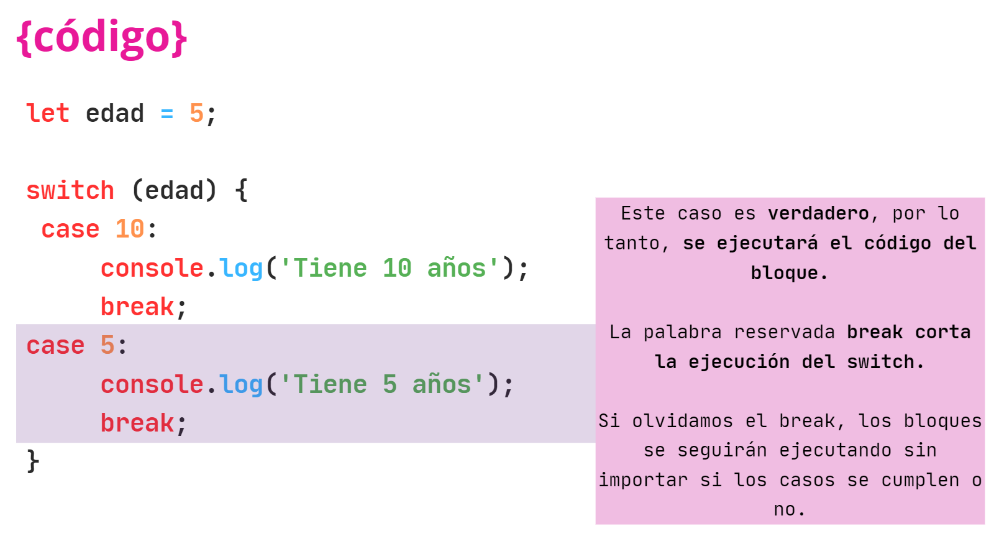 {código}
let edad = 5;
switch (edad) {
case 10:
console.log('Tiene 10 años');
break;
case 5:
console.log('Tiene 5 años');
break;
}
Este caso es verdadero, por lo
tanto, se ejecutará el código del
bloque.
La palabra reservada break corta
la ejecución del switch.
Si olvidamos el break, los bloques
se seguirán ejecutando sin
importar si los casos se cumplen o
no.